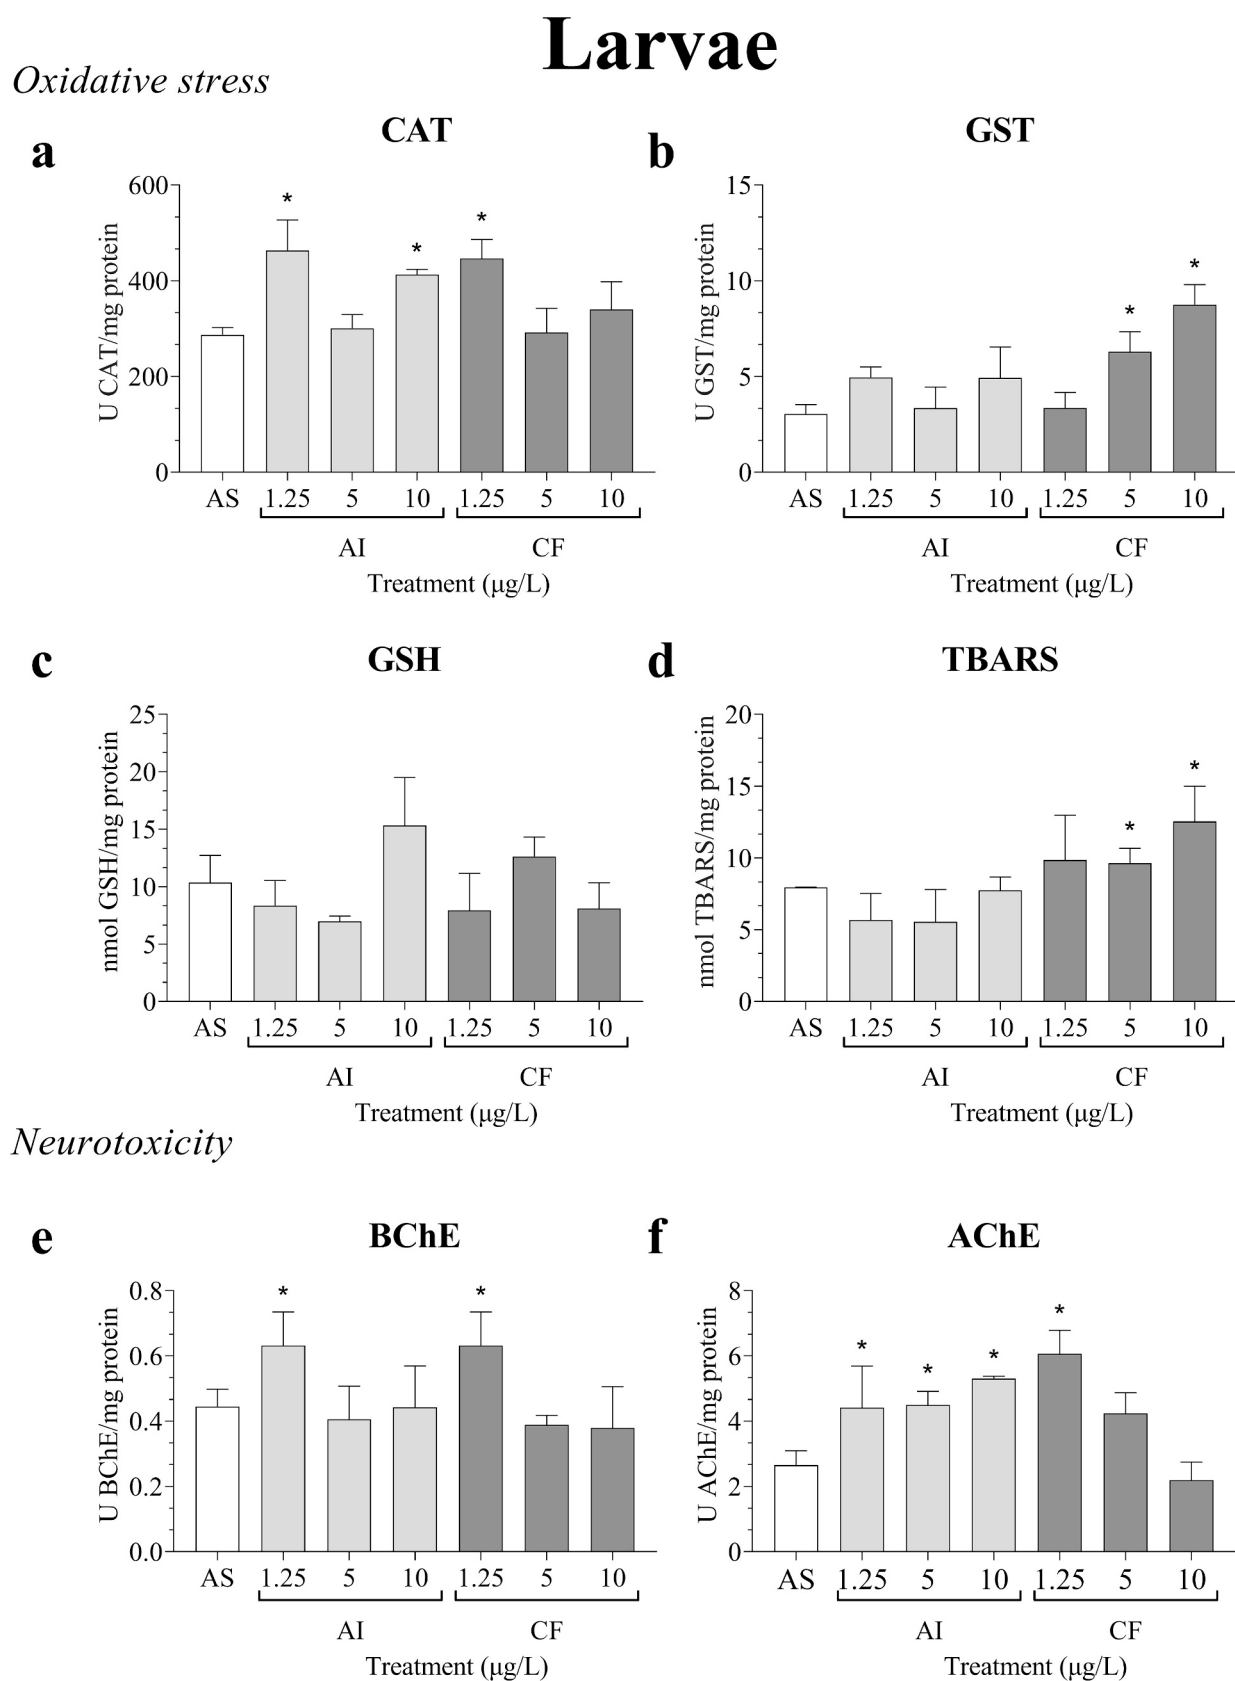 Larvae
Oxidative stress
a
CAT
U CAT/mg protein
600
*
*
*
400
200
0
AS 1.25 5 10 1.25 5 10
AI CF
Treatment (μg/L)
b
GST
U GST/mg protein
15
*
10
*
5
0
AS 1.25 5 10 1.25 5 10
AI CF
Treatment (μg/L)
c
GSH
nmol GSH/mg protein
25
20
15
10
5
0
AS 1.25 5 10 1.25 5 10
AI CF
Treatment (μg/L)
d
TBARS
nmol TBARS/mg protein
20
*
15
*
10
5
0
AS 1.25 5 10 1.25 5 10
AI CF
Treatment (μg/L)
Neurotoxicity
e
BChE
U BChE/mg protein
0.8 * *
0.6
0.4
0.2
0.0
AS 1.25 5 10 1.25 5 10
AI CF
Treatment (μg/L)
f
AChE
U AChE/mg protein
8
* * * *
6
4
2
0
AS 1.25 5 10 1.25 5 10
AI CF
Treatment (μg/L)